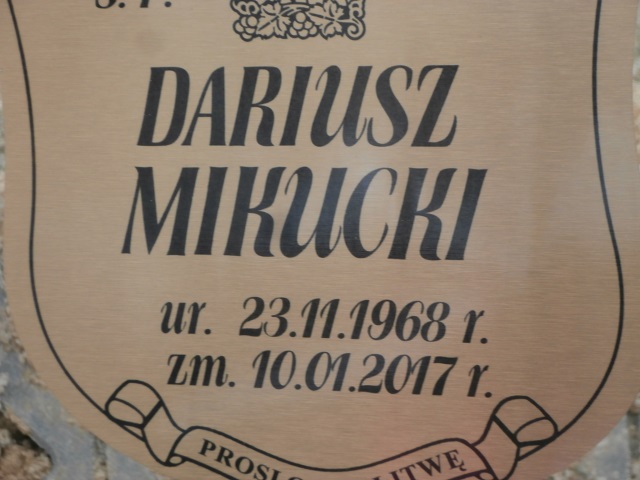 Ś. P.
DARIUSZ
MIKUCKI
ur. 23.11.1968 r.
zm. 10.01.2017 r.